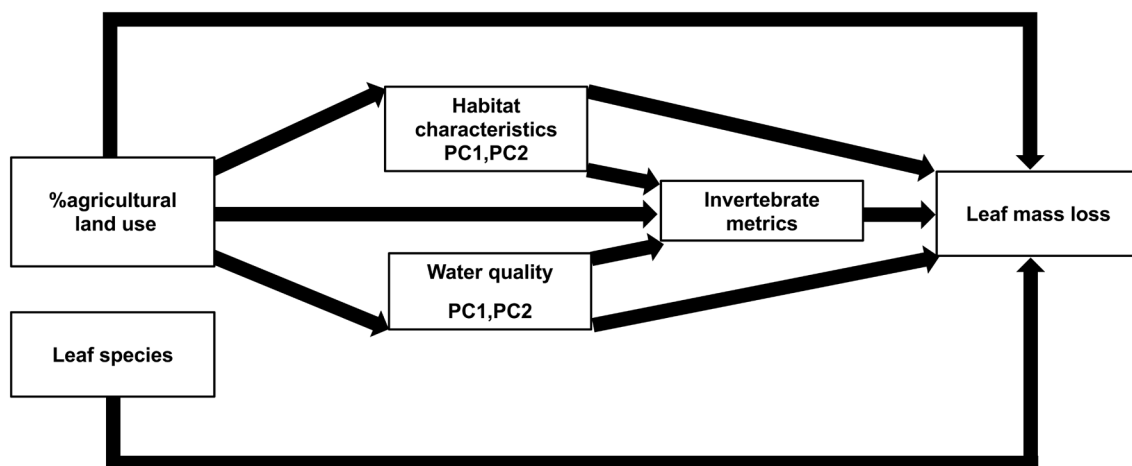 Habitat
characteristics
PC1,PC2
%agricultural
land use
Invertebrate
metrics
Leaf mass loss
Water quality
PC1,PC2
Leaf species